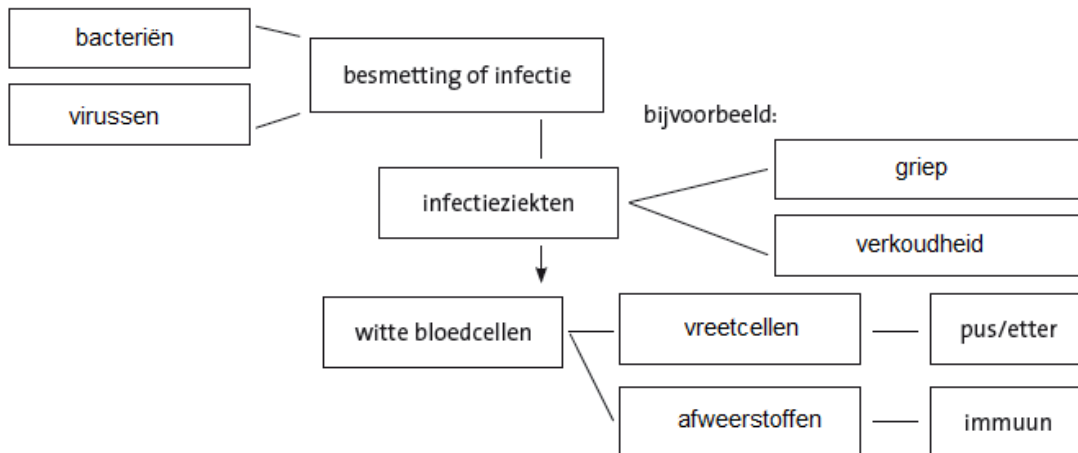 bacteriën
besmetting of infectie
virussen
bijvoorbeeld:
griep
infectieziekten
verkoudheid
witte bloedcellen
vreetcellen
pus/etter
afweerstoffen
immuun